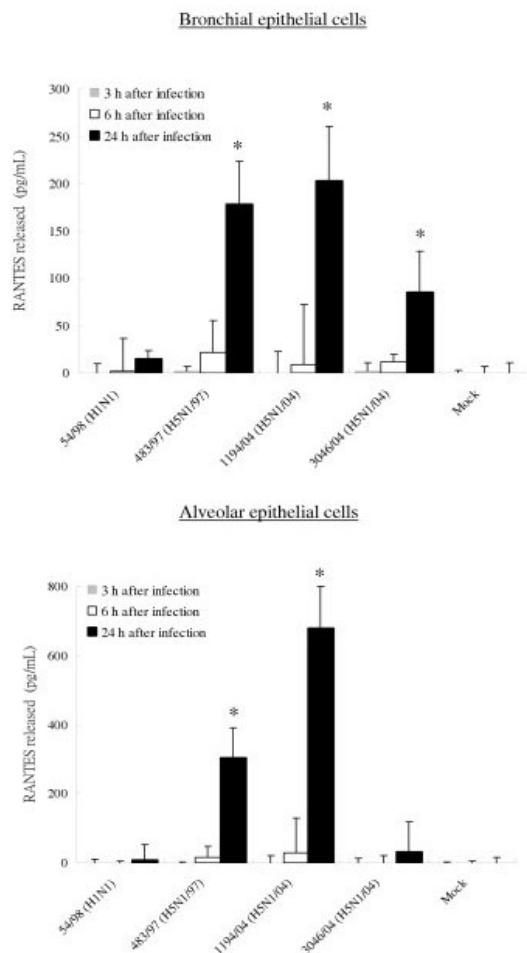 Bronchial epithelial cells
300
250
200
150
100
50
0
RANTES released (pg/mL)
3 h after infection
6 h after infection
24 h after infection
*
*
*
54/98 (H1N1)
483/97 (H5N1/97)
1194/04 (H5N1/04)
3046/04 (H5N1/04)
Mock
Alveolar epithelial cells
800
600
400
200
0
RANTES released (pg/mL)
3 h after infection
6 h after infection
24 h after infection
*
*
54/98 (H1N1)
483/97 (H5N1/97)
1194/04 (H5N1/04)
3046/04 (H5N1/04)
Mock